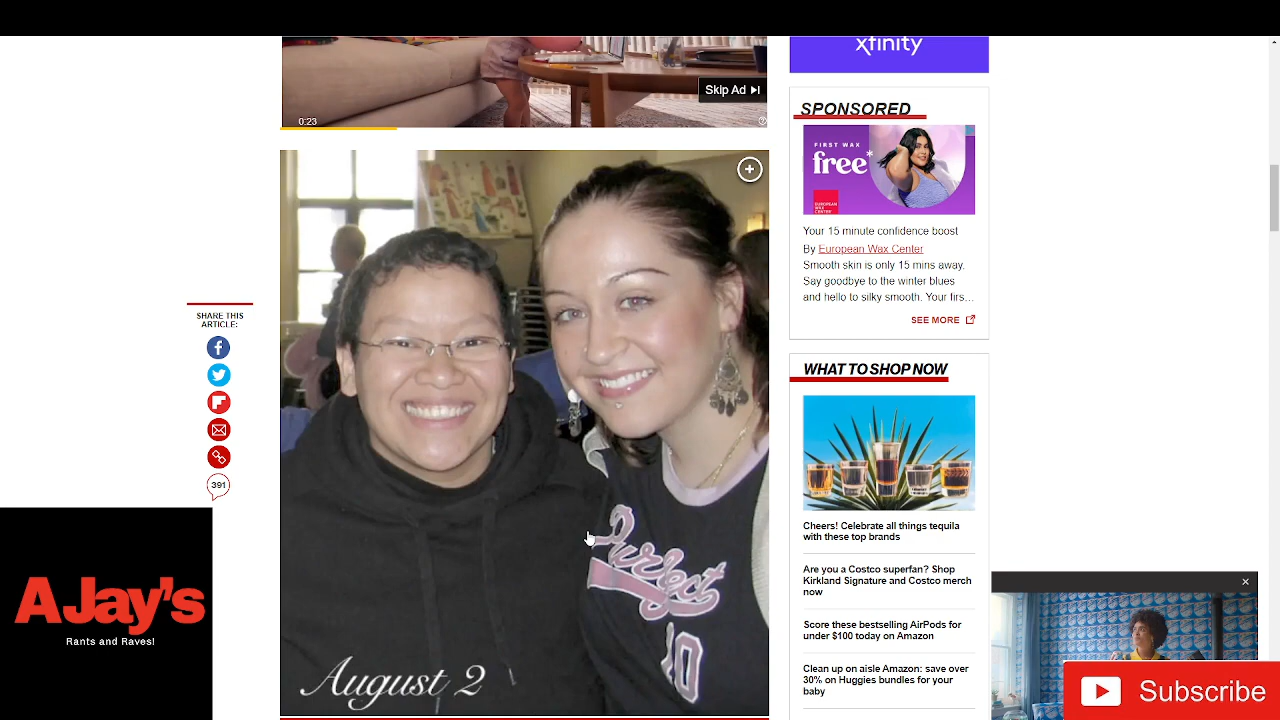 xfinity
Skip Ad
0:23
SPONSORED
FIRST WAX
free*
EUROPEAN
WAX
CENTER
Your 15 minute confidence boost
By European Wax Center
Smooth skin is only 15 mins away.
Say goodbye to the winter blues
and hello to silky smooth. Your firs...
SEE MORE
SHARE THIS
ARTICLE:
391
WHAT TO SHOP NOW
Cheers! Celebrate all things tequila
with these top brands
Are you a Costco superfan? Shop
Kirkland Signature and Costco merch
now
Score these bestselling AirPods for
under $100 today on Amazon
Clean up on aisle Amazon: save over
30% on Huggies bundles for your
baby
Purfect
10
August 2
AJay's
Rants and Raves!
Subscribe